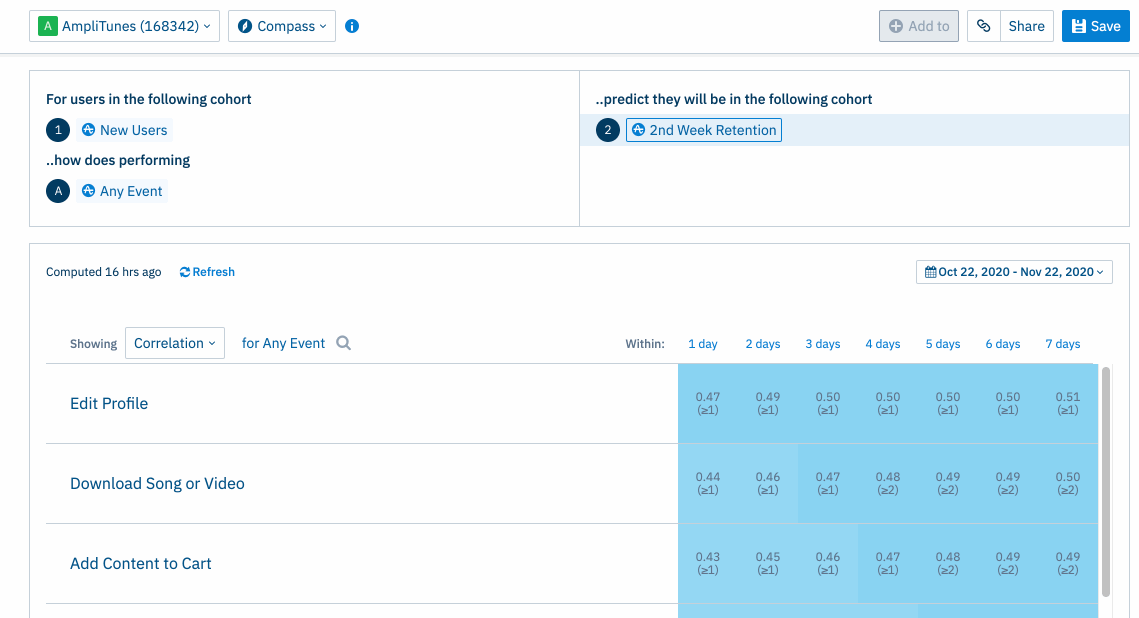 A AmpliTunes (168342) Compass i Add to Share Save
For users in the following cohort
1 New Users
..how does performing
A Any Event
..predict they will be in the following cohort
2 2nd Week Retention
Computed 16 hrs ago Refresh Oct 22, 2020 - Nov 22, 2020
Showing Correlation for Any Event Within: 1 day 2 days 3 days 4 days 5 days 6 days 7 days
Edit Profile
0.47 0.49 0.50 0.50 0.50 0.50 0.51
(≥1) (≥1) (≥1) (≥1) (≥1) (≥1) (≥1)
Download Song or Video
0.44 0.46 0.47 0.48 0.49 0.49 0.50
(≥1) (≥1) (≥1) (≥2) (≥2) (≥2) (≥2)
Add Content to Cart
0.43 0.45 0.46 0.47 0.48 0.49 0.49
(≥1) (≥1) (≥1) (≥1) (≥2) (≥2) (≥2)